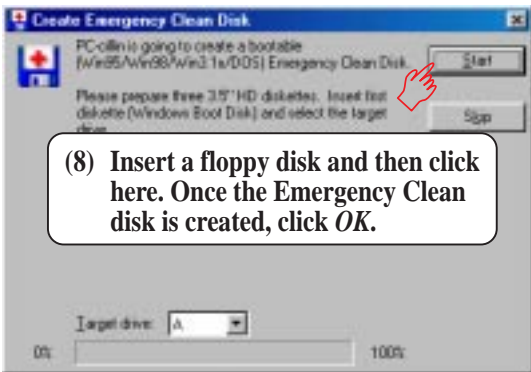 Create Emergency Clean Disk
PC-cillin is going to create a bootable
(Win95/Win98/Win3.1x/DOS) Emergency Clean Disk.
Start
Please prepare three 3.5" HD diskettes. Insert first
diskette (Windows Boot Disk) and select the target
drive.
Stop
(8) Insert a floppy disk and then click
here. Once the Emergency Clean
disk is created, click OK.
Target drive: A
0% 100%